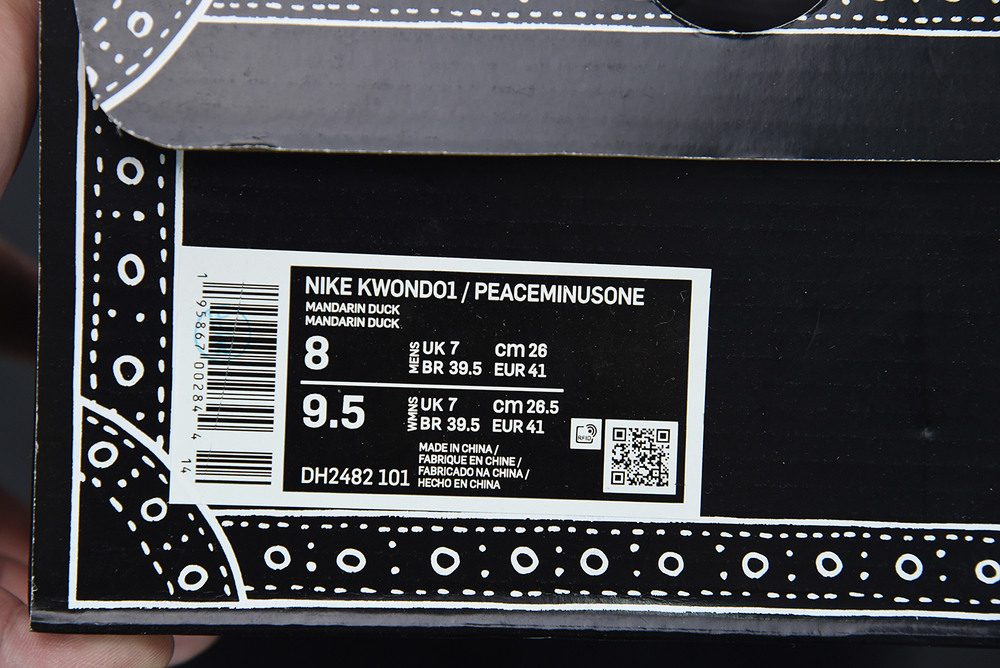 NIKE KWONDO1 / PEACEMINUSONE
MANDARIN DUCK
MANDARIN DUCK
8 MENS UK 7 cm 26
BR 39.5 EUR 41
9.5 WMNS UK 7 cm 26.5
BR 39.5 EUR 41
MADE IN CHINA /
FABRIQUE EN CHINE /
FABRICADO NA CHINA /
HECHO EN CHINA
DH2482 101
RFID
1 95867 00284 4
14